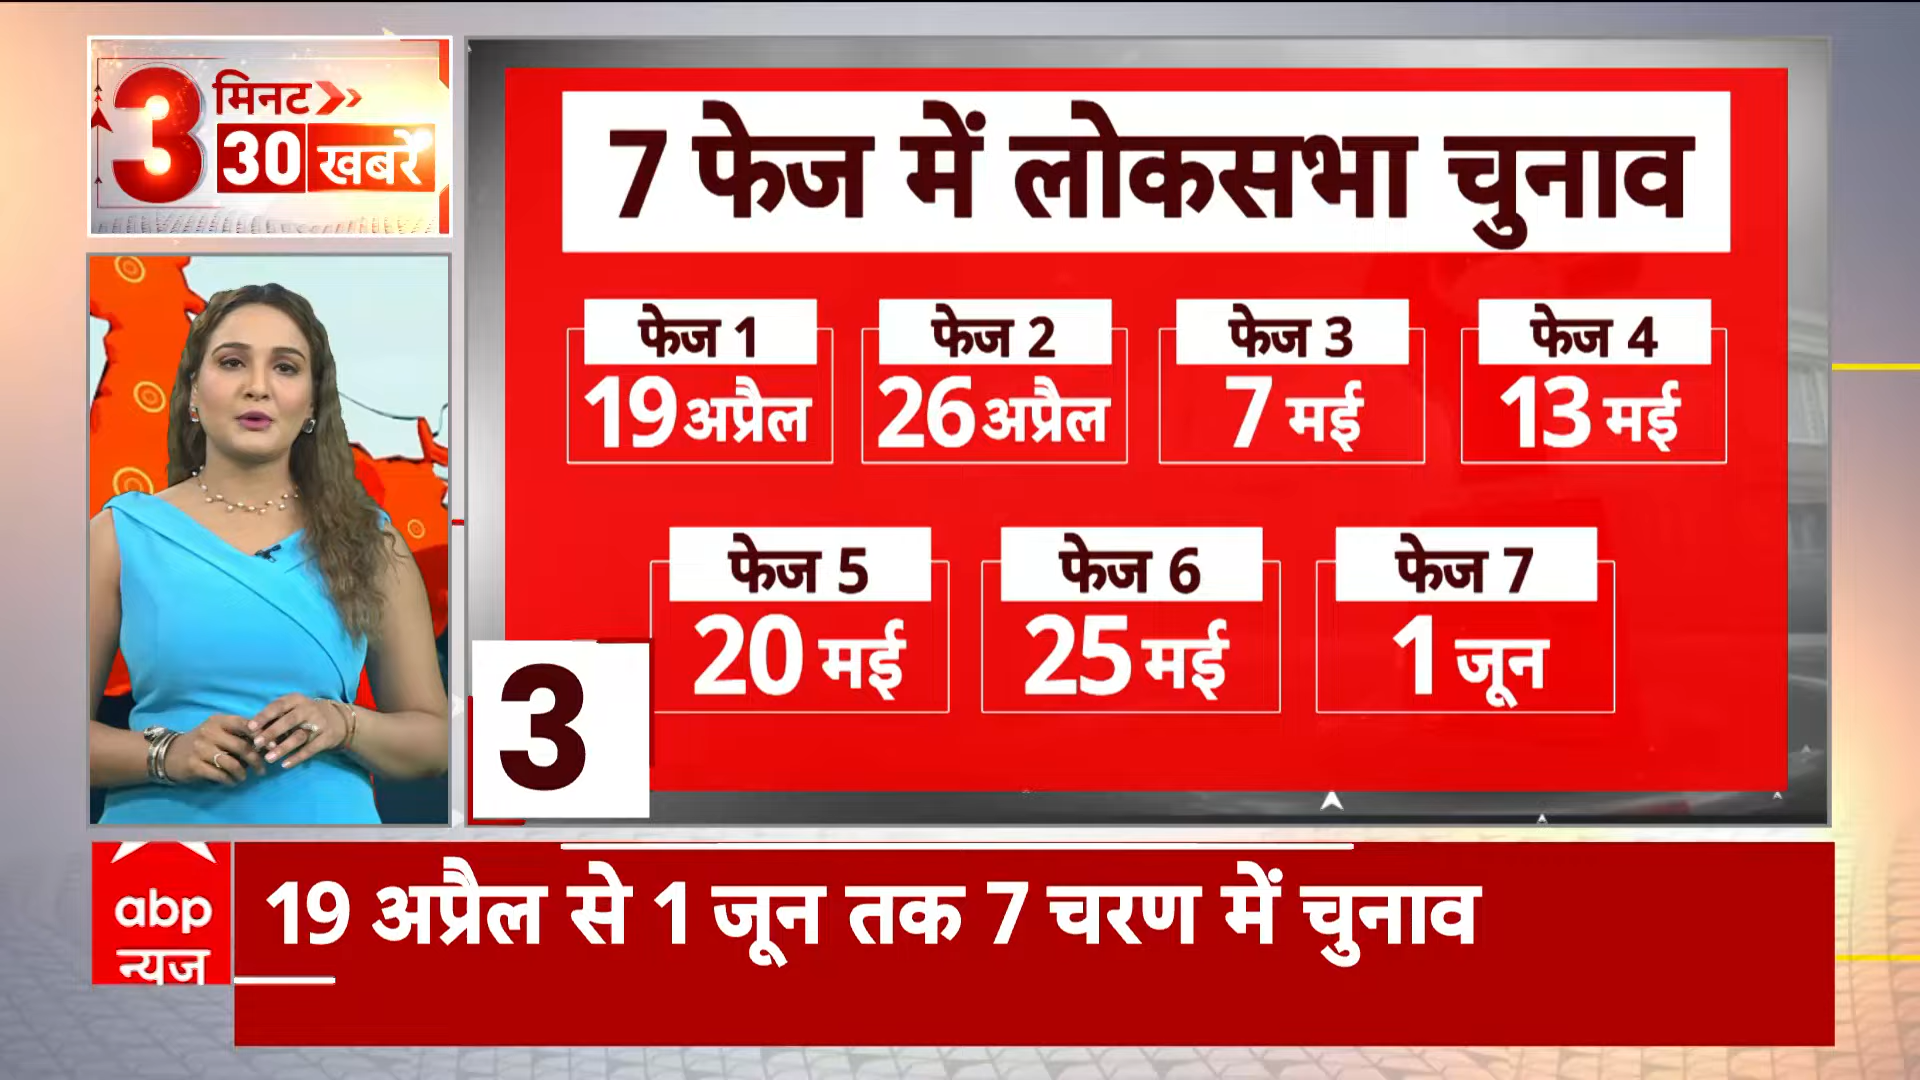 3 मिनट
30 खबरें
7 फेज में लोकसभा चुनाव
फेज 1
19 अप्रैल
फेज 2
26 अप्रैल
फेज 3
7 मई
फेज 4
13 मई
फेज 5
20 मई
फेज 6
25 मई
फेज 7
1 जून
3
abp
न्यूज़
19 अप्रैल से 1 जून तक 7 चरण में चुनाव